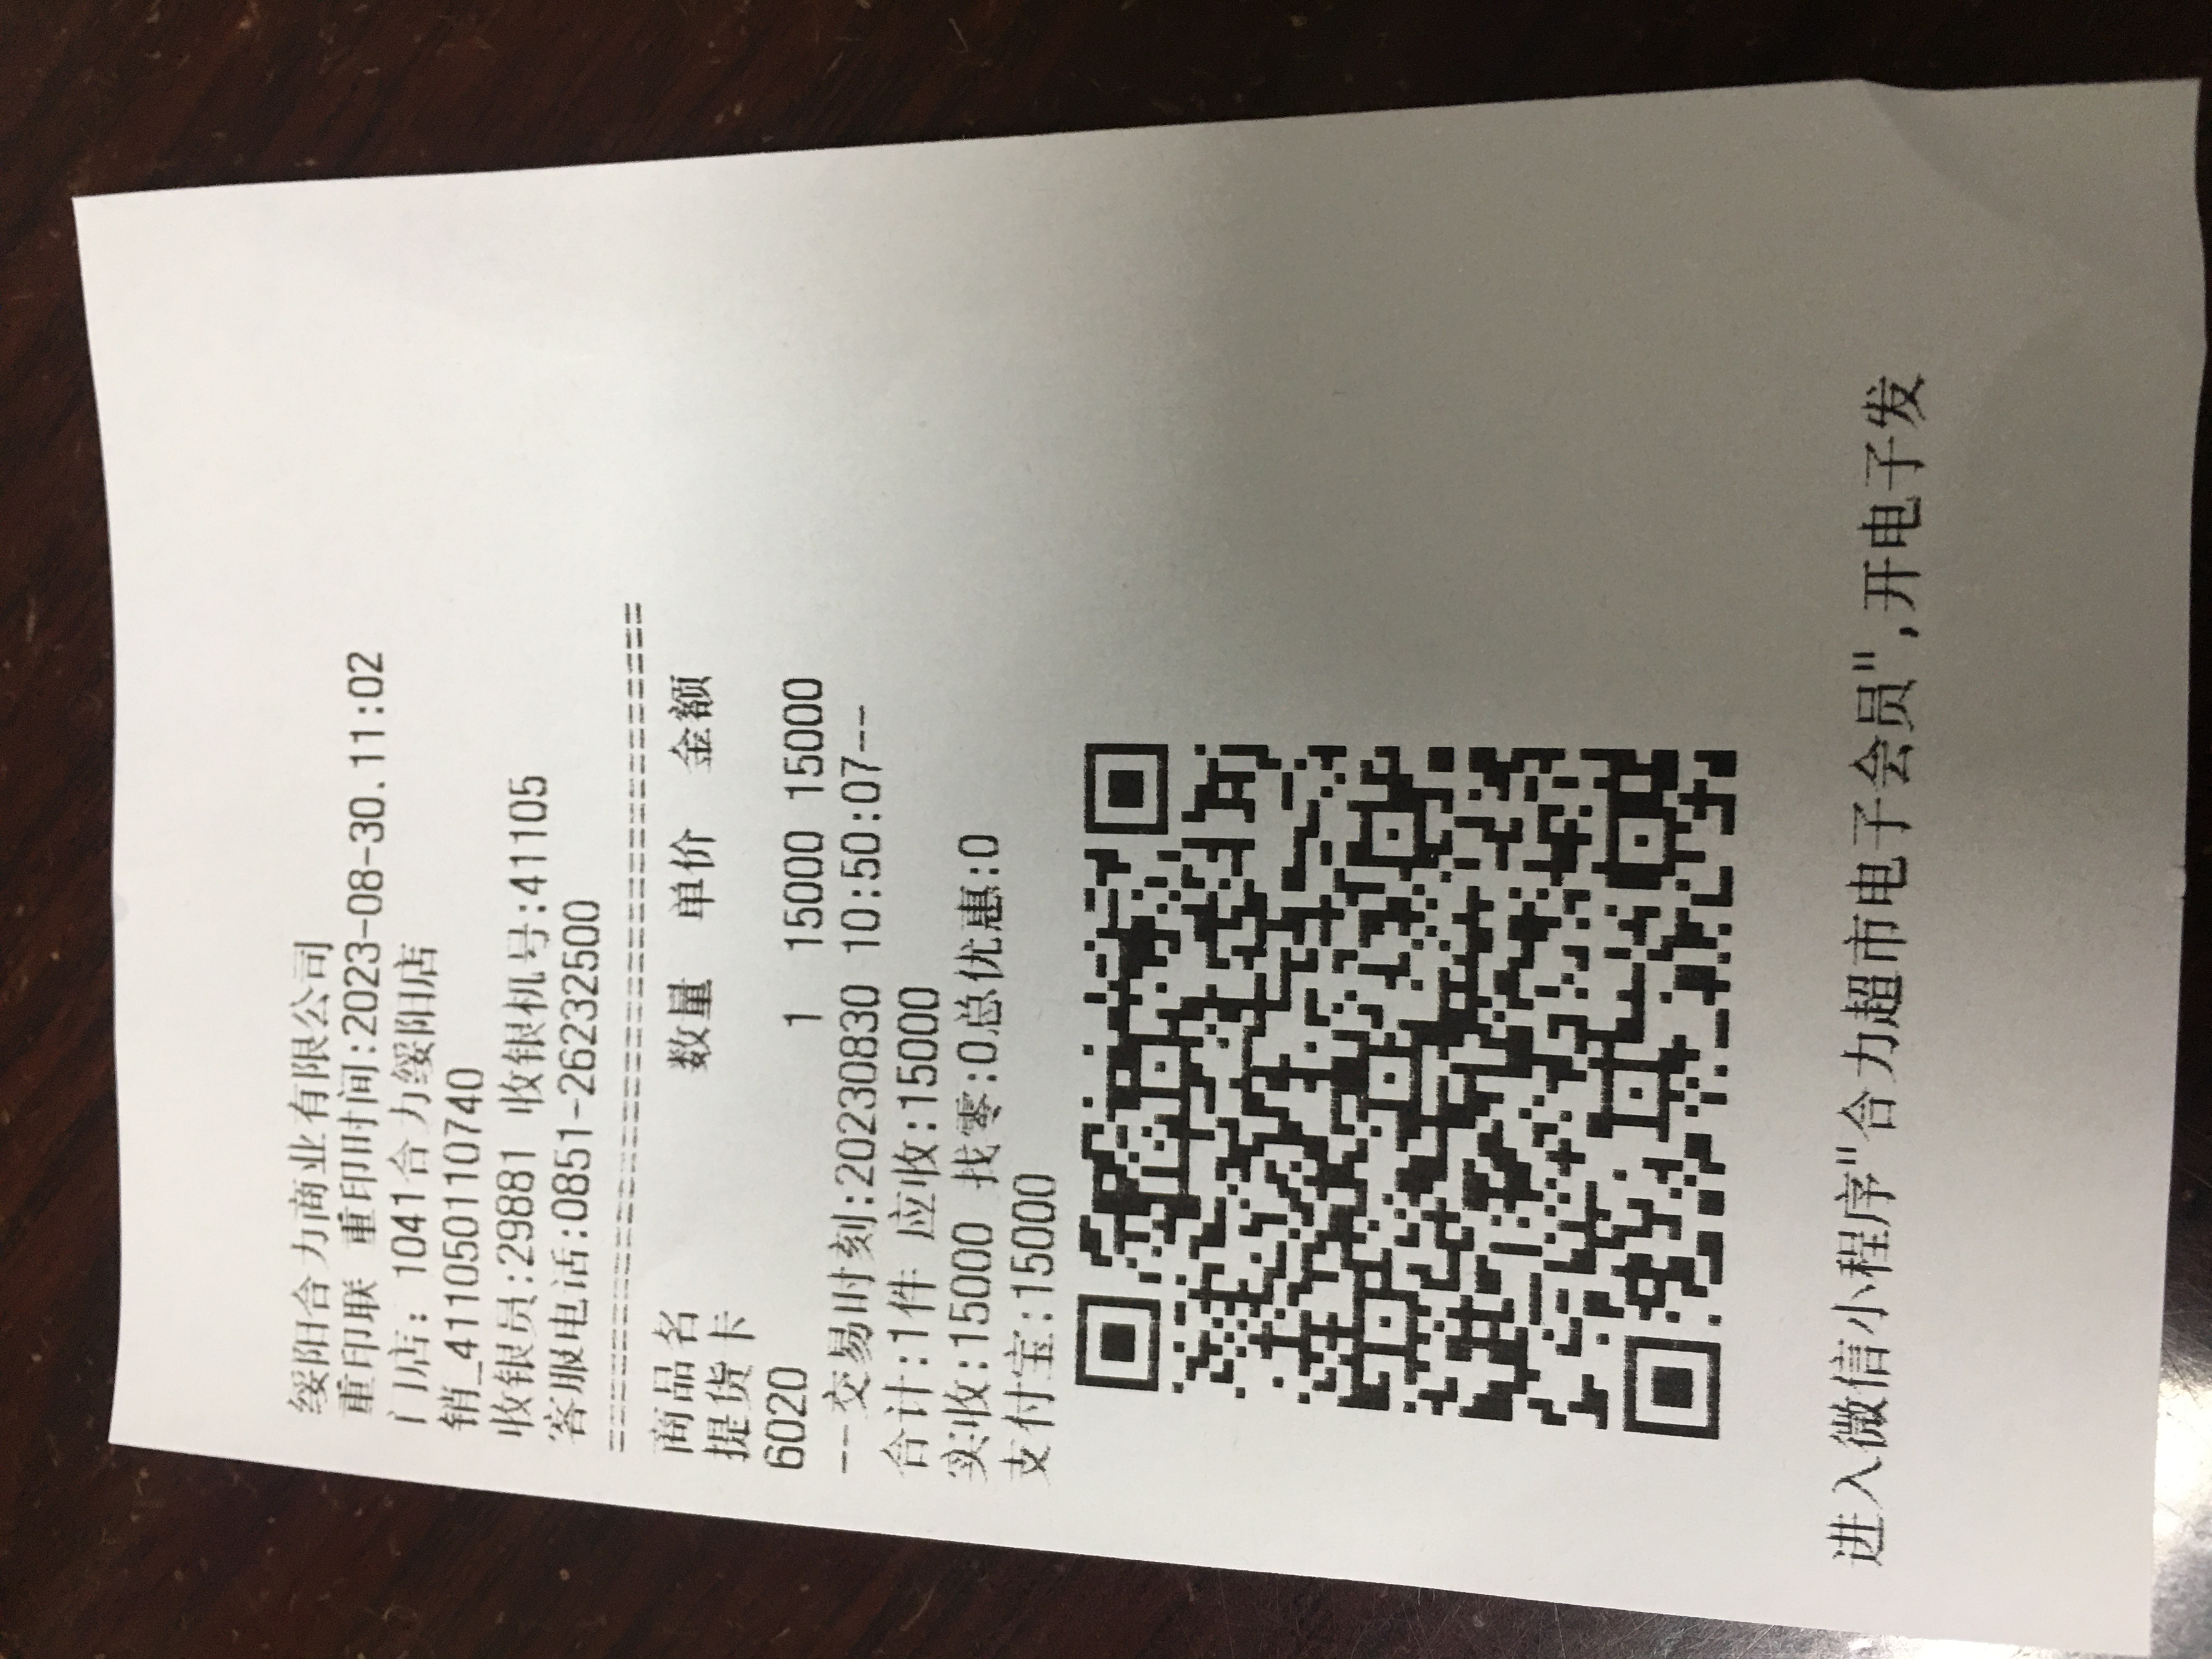 绥阳合力商业有限公司
重印联 重印时间:2023-08-30.11:02
门店: 1041合力绥阳店
销_4110501110740
收银员:29881 收银机号:41105
客服电话:0851-26232500
商品名 数量 单价 金额
提货卡
6020 1 15000 15000
--交易时刻:20230830 10:50:07---
合计:1件 应收:15000
实收:15000 找零:0总优惠:0
支付宝:15000
进入微信小程序"合力超市电子会员",开电子发